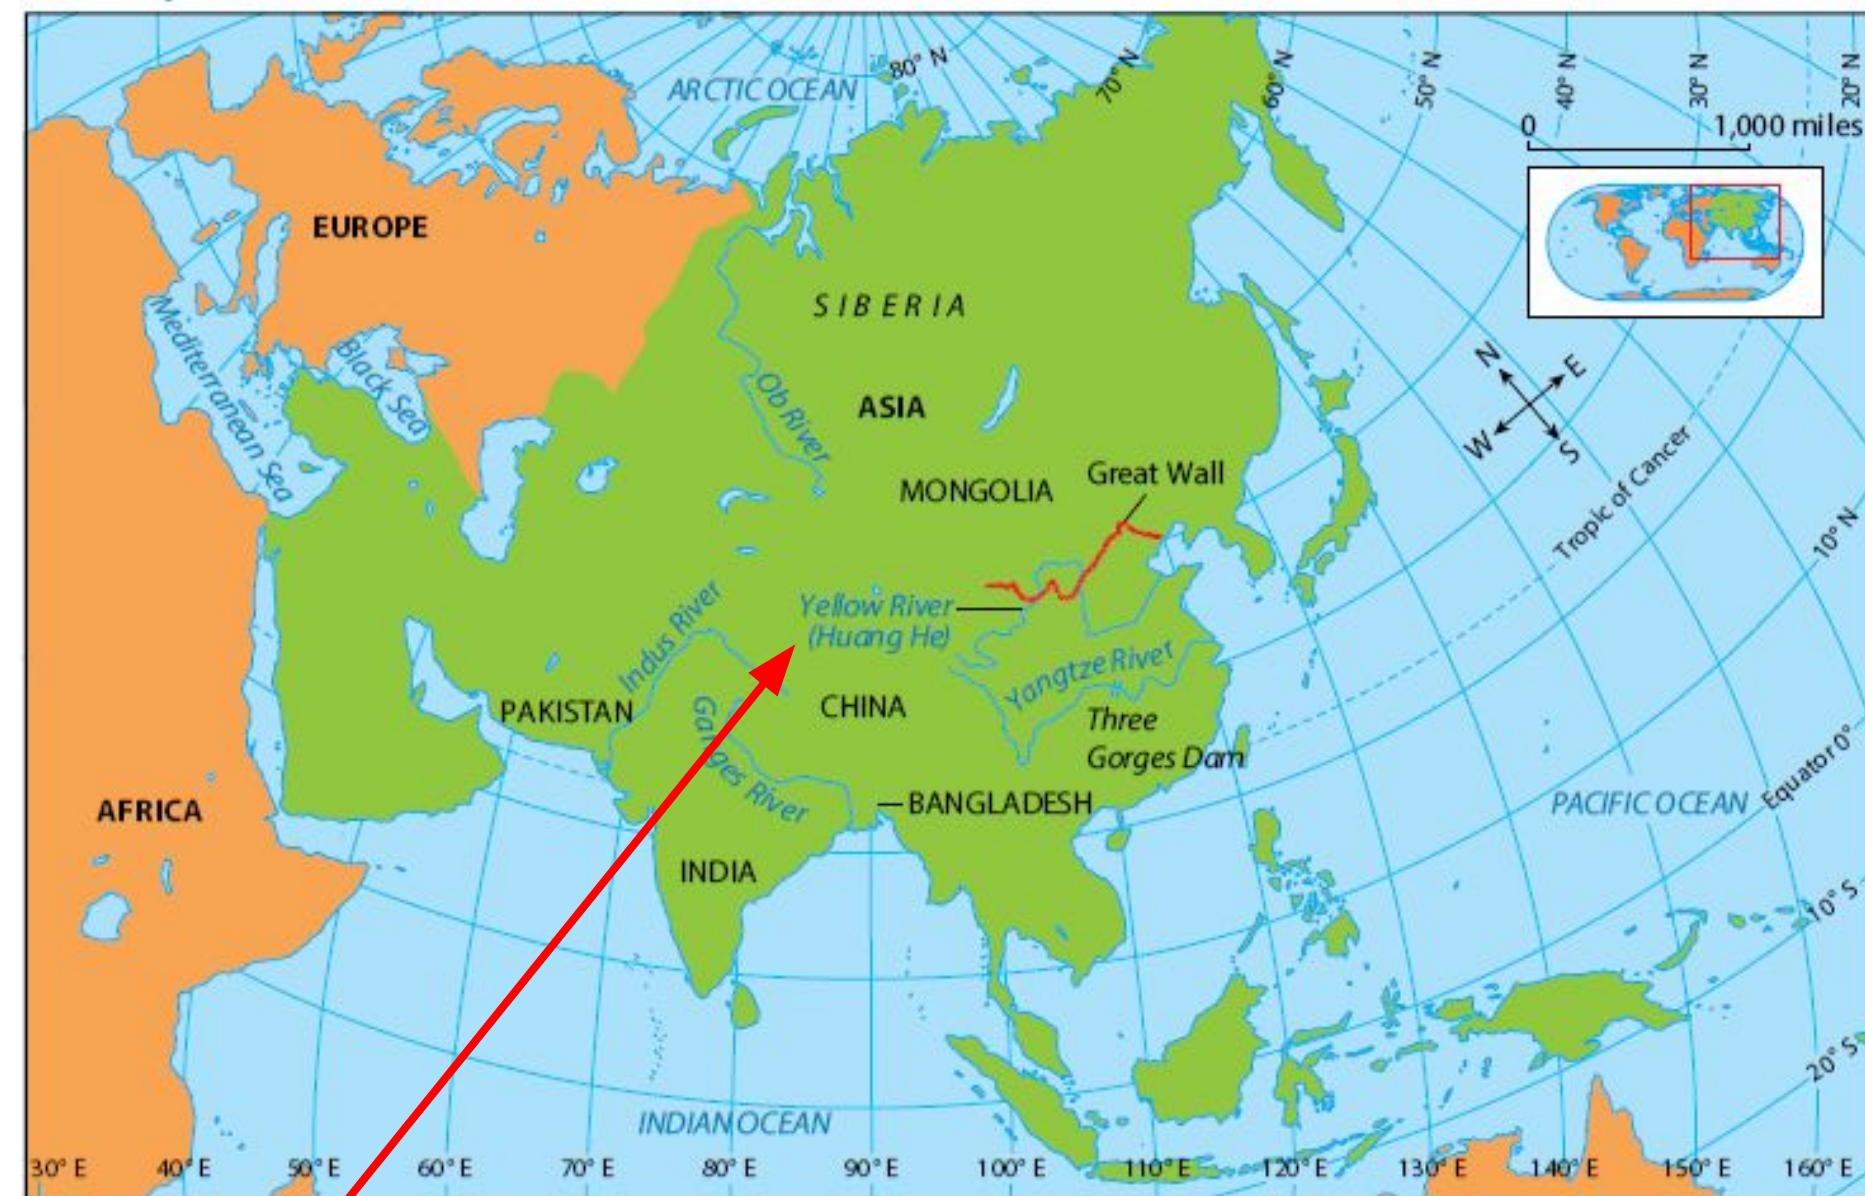 ARCTIC OCEAN
80° N
70° N
60° N
50° N
40° N
30° N
20° N
0 1,000 miles
EUROPE
SIBERIA
Mediterranean Sea
Black Sea
Ob River
ASIA
N
E
W
S
MONGOLIA
Great Wall
Tropic of Cancer
10° N
Yellow River
(Huang He)
Indus River
Yangtze River
PAKISTAN
CHINA
Ganges River
Three
Gorges Dam
Equator 0°
AFRICA
BANGLADESH
PACIFIC OCEAN
INDIA
10° S
20° S
INDIAN OCEAN
30° E 40° E 50° E 60° E 70° E 80° E 90° E 100° E 110° E 120° E 130° E 140° E 150° E 160° E